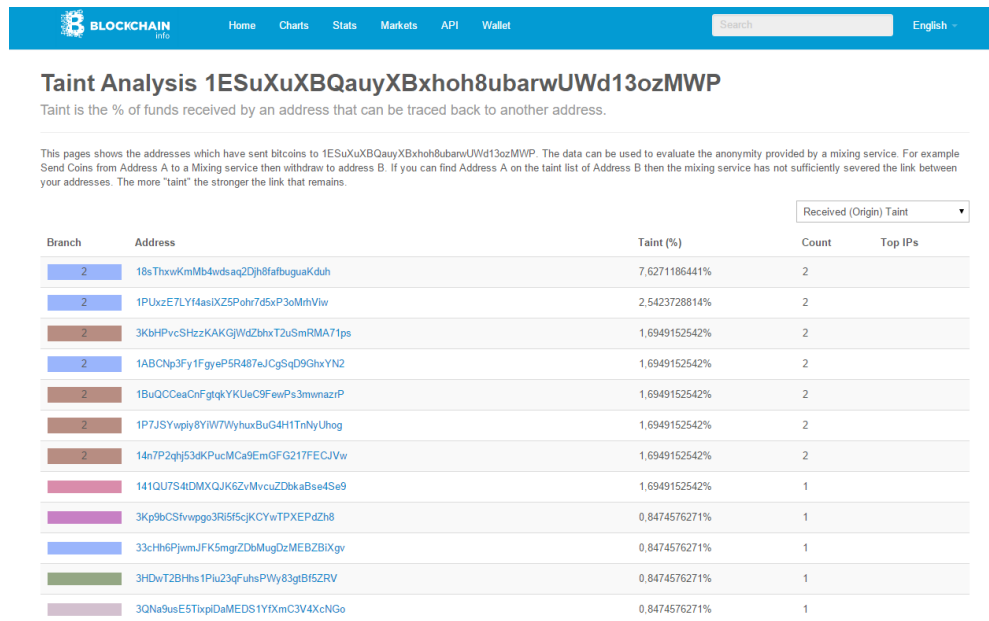 BLOCKCHAIN info Home Charts Stats Markets API Wallet Search English
Taint Analysis 1ESuXuXBQauyXBxhoh8ubarwUWd13ozMWP
Taint is the % of funds received by an address that can be traced back to another address.
This pages shows the addresses which have sent bitcoins to 1ESuXuXBQauyXBxhoh8ubarwUWd13ozMWP. The data can be used to evaluate the anonymity provided by a mixing service. For example
Send Coins from Address A to a Mixing service then withdraw to address B. If you can find Address A on the taint list of Address B then the mixing service has not sufficiently severed the link between
your addresses. The more "taint" the stronger the link that remains.
Received (Origin) Taint
Branch Address Taint (%) Count Top IPs
2 18sThxwKmMb4wdsaq2Djh8fafbuguaKduh 7,6271186441% 2
2 1PUxzE7LYf4asiXZ5Pohr7d5xP3oMrhViw 2,5423728814% 2
2 3KbHPvcSHzzKAKGjWdZbhxT2uSmRMA71ps 1,6949152542% 2
2 1ABCNp3Fy1FgyeP5R487eJCgSqD9GhxYN2 1,6949152542% 2
2 1BuQCCeaCnFgtqkYKUeC9FewPs3mwnazrP 1,6949152542% 2
2 1P7JSYwpiy8YiW7WyhuxBuG4H1TnNyUhog 1,6949152542% 2
2 14n7P2qhj53dKPucMCa9EmGFG217FECJVw 1,6949152542% 2
141QU7S4tDMXQJK6ZvMvcuZDbkaBse4Se9 1,6949152542% 1
3Kp9bCSfvwpgo3Ri5f5cjKCYwTPXEPdZh8 0,8474576271% 1
33cHh6PjwmJFK5mgrZDbMugDzMEBZBiXgv 0,8474576271% 1
3HDwT2BHhs1Piu23qFuhsPWy83gtBf5ZRV 0,8474576271% 1
3QNa9usE5TixpiDaMEDS1YfXmC3V4XcNGo 0,8474576271% 1